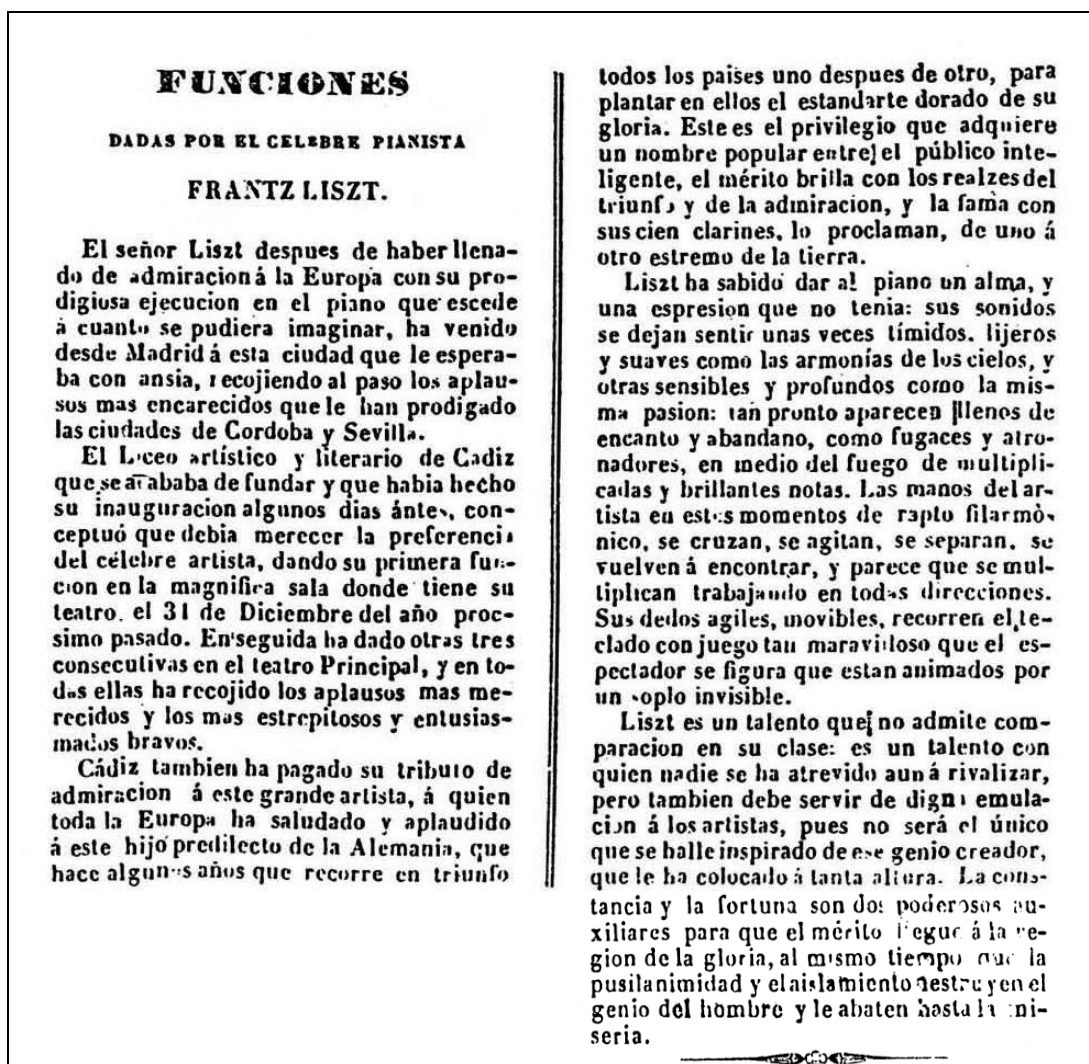 FUNCIONES
DADAS POR EL CELEBRE PIANISTA
FRANTZ LISZT.
El señor Liszt despues de haber llena-
do de admiracion á la Europa con su pro-
digiosa ejecucion en el piano que escede
á cuanto se pudiera imaginar, ha venido
desde Madrid á esta ciudad que le espera-
ba con ansia, recojiendo al paso los aplau-
sos mas encarecidos que le han prodigado
las ciudades de Cordoba y Sevilla.
El Liceo artístico y literario de Cadiz
que se acababa de fundar y que habia hecho
su inauguracion algunos dias ántes, con-
ceptuó que debia merecer la preferencia
del célebre artista, dando su primera fun-
cion en la magnifica sala donde tiene su
teatro. el 31 de Diciembre del año proc-
simo pasado. En seguida ha dado otras tres
consecutivas en el teatro Principal, y en to-
das ellas ha recojido los aplausos mas me-
recidos y los mas estrepitosos y entusias-
mados bravos.
Cádiz tambien ha pagado su tributo de
admiracion á este grande artista, á quien
toda la Europa ha saludado y aplaudido
á este hijo predilecto de la Alemania, que
hace algunos años que recorre en triunfo
todos los paises uno despues de otro, para
plantar en ellos el estandarte dorado de su
gloria. Este es el privilegio que adquiere
un nombre popular entre el público inte-
ligente, el mérito brilla con los realzes del
triunfo y de la admiracion, y la fama con
sus cien clarines, lo proclaman, de uno á
otro estremo de la tierra.
Liszt ha sabido dar al piano un alma, y
una espresion que no tenia: sus sonidos
se dejan sentir unas veces tímidos. lijeros
y suaves como las armonías de los cielos, y
otras sensibles y profundos como la mis-
ma pasion: tan pronto aparecen llenos de
encanto y abandano, como fugaces y atro-
nadores, en medio del fuego de multipli-
cadas y brillantes notas. Las manos del ar-
tista en estos momentos de rapto filarmó-
nico, se cruzan, se agitan, se separan, se
vuelven á encontrar, y parece que se mul-
tiplican trabajando en todas direcciones.
Sus dedos agiles, movibles, recorren el te-
clado con juego tan maravilloso que el es-
pectador se figura que estan animados por
un soplo invisible.
Liszt es un talento que no admite com-
paracion en su clase: es un talento con
quien nadie se ha atrevido aun á rivalizar,
pero tambien debe servir de digna emula-
cion á los artistas, pues no será el único
que se halle inspirado de ese genio creador,
que le ha colocado á tanta altura. La cons-
tancia y la fortuna son dos poderosos au-
xiliares para que el mérito llegue á la re-
gion de la gloria, al mismo tiempo que la
pusilanimidad y el aislamiento destruyen el
genio del hombre y le abaten hasta la mi-
seria.